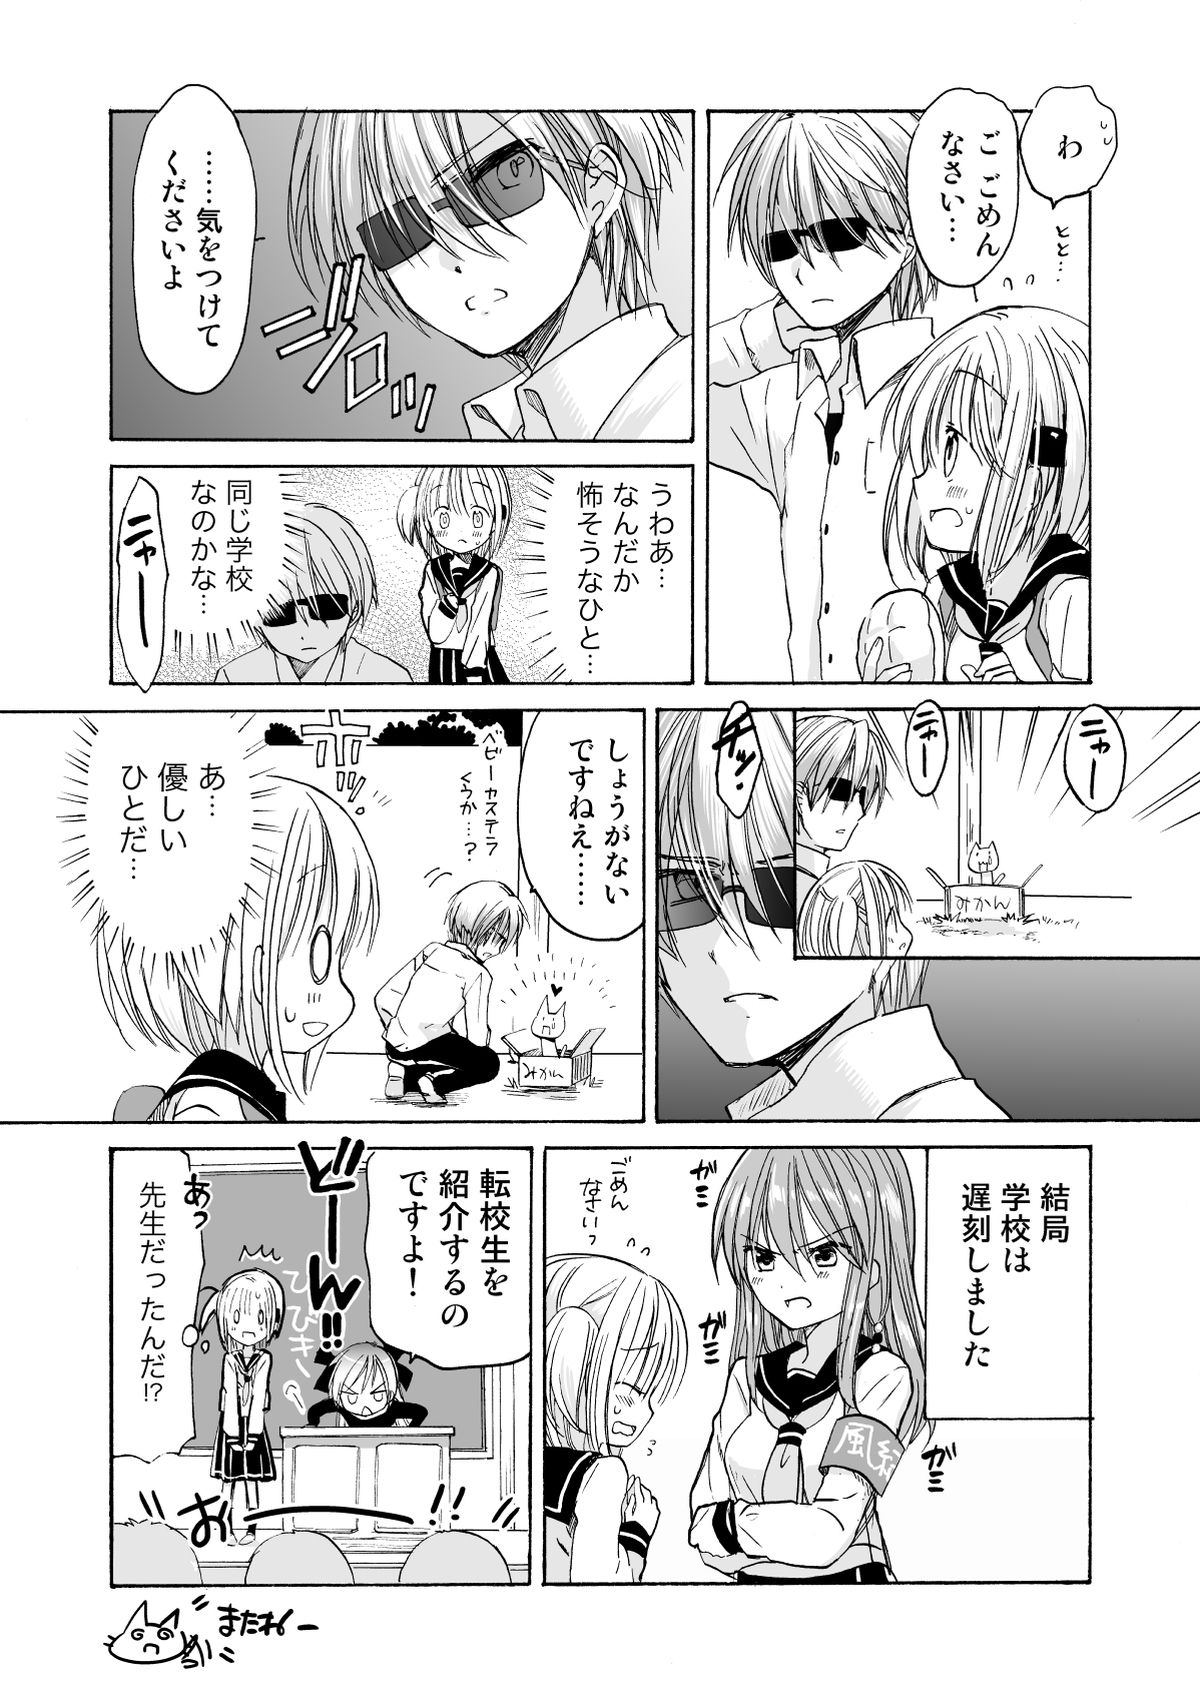 わ
ご ごめん
なさい…
とと…
……気をつけて
くださいよ
ジロッ
うわあ…
なんだか
怖そうなひと…
同じ学校
なのかな…
ニャーー
ニャー
ニャー
みかん
チッ
しょうがない
ですねえ……
ベビーカステラ
くうか…?
みかん
ホッ
あ…
優しい
ひとだ…
結局
学校は
遅刻しました
ガミ
ガミ
ガミ
ごめん
なさいっ
風紀
転校生を
紹介するの
ですよ!
どーーん!!
ひびきー
あっ
先生だったんだ!?
おーーー!!
またねー